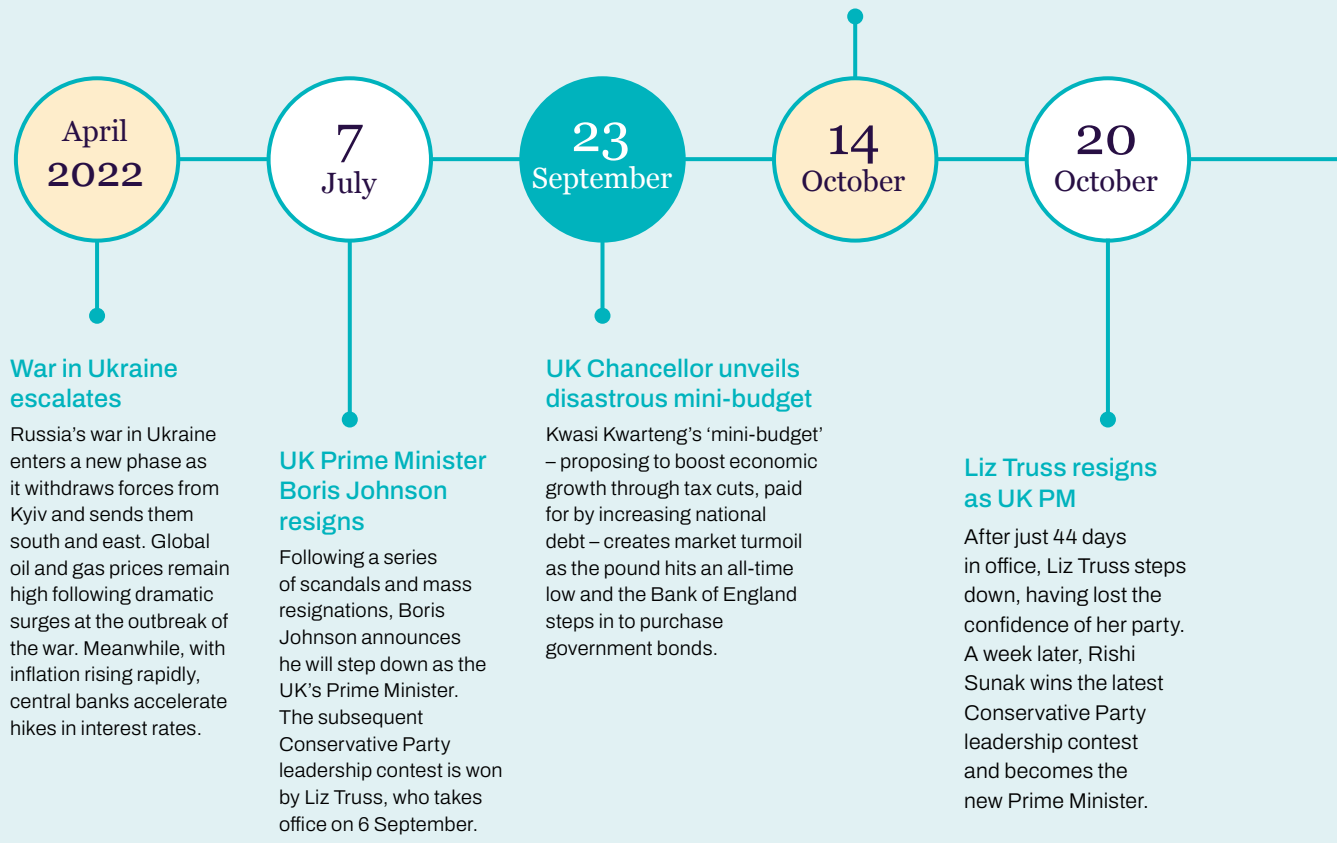 April
2022
7
July
23
September
14
October
20
October
War in Ukraine
escalates
Russia’s war in Ukraine
enters a new phase as
it withdraws forces from
Kyiv and sends them
south and east. Global
oil and gas prices remain
high following dramatic
surges at the outbreak of
the war. Meanwhile, with
inflation rising rapidly,
central banks accelerate
hikes in interest rates.
UK Prime Minister
Boris Johnson
resigns
Following a series
of scandals and mass
resignations, Boris
Johnson announces
he will step down as the
UK’s Prime Minister.
The subsequent
Conservative Party
leadership contest is won
by Liz Truss, who takes
office on 6 September.
UK Chancellor unveils
disastrous mini-budget
Kwasi Kwarteng’s ‘mini-budget’
– proposing to boost economic
growth through tax cuts, paid
for by increasing national
debt – creates market turmoil
as the pound hits an all-time
low and the Bank of England
steps in to purchase
government bonds.
Liz Truss resigns
as UK PM
After just 44 days
in office, Liz Truss steps
down, having lost the
confidence of her party.
A week later, Rishi
Sunak wins the latest
Conservative Party
leadership contest
and becomes the
new Prime Minister.